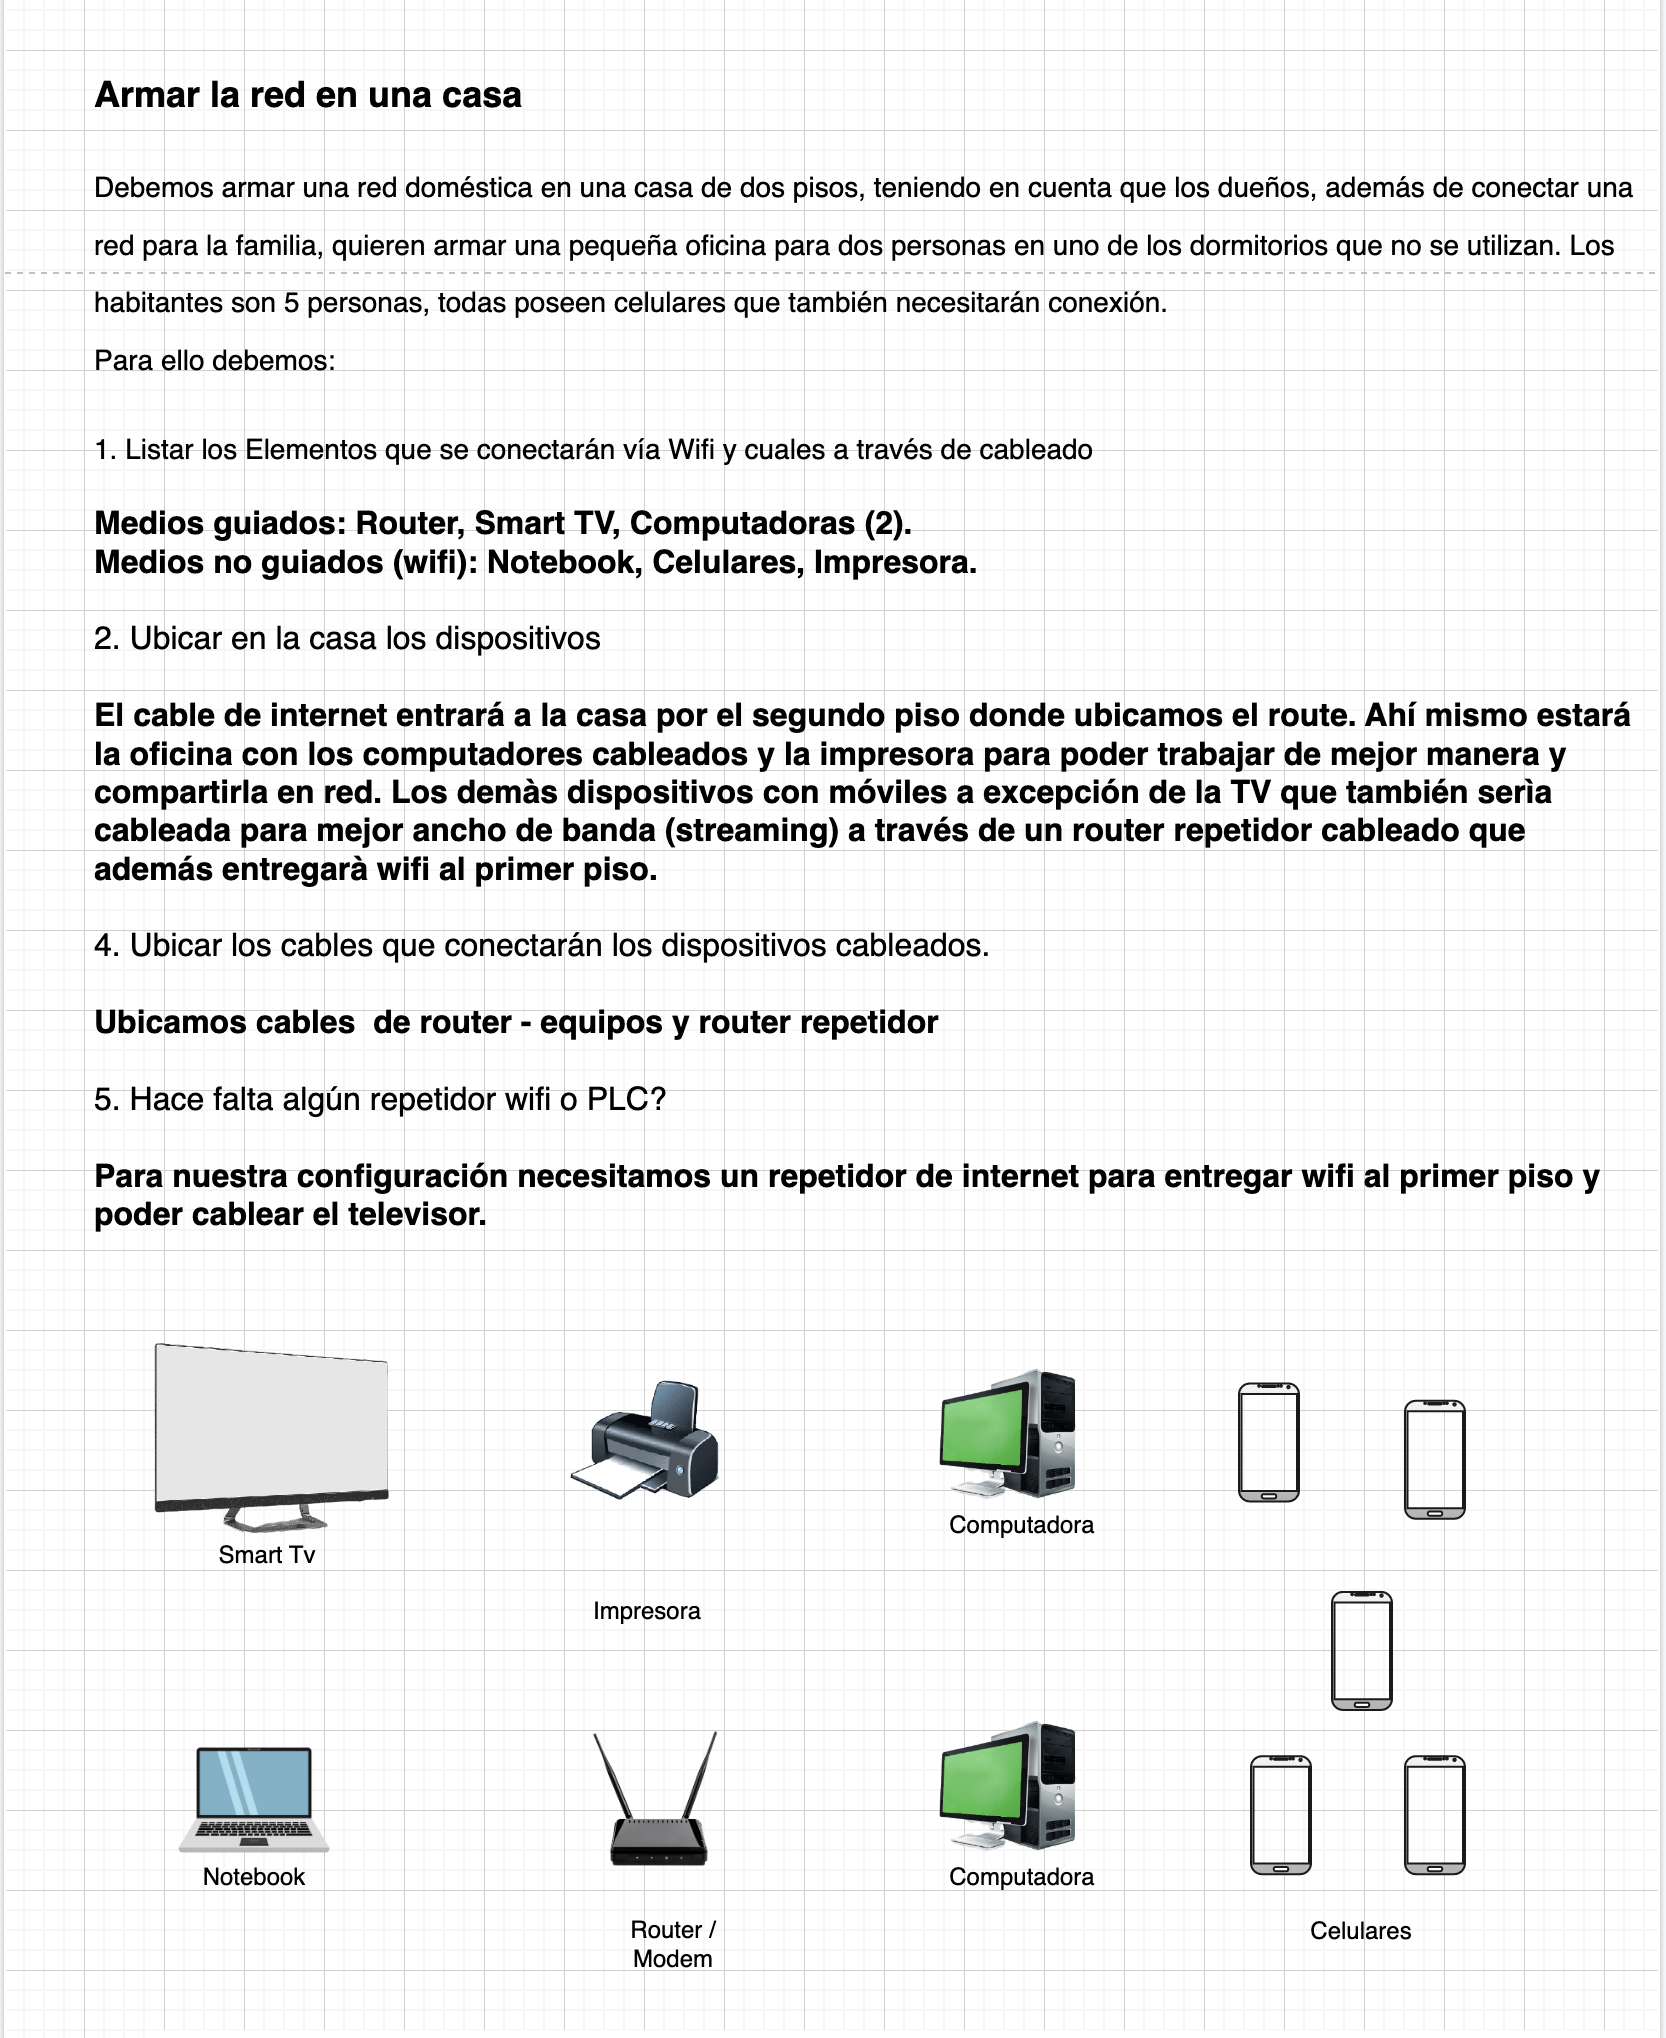 Armar la red en una casa
Debemos armar una red doméstica en una casa de dos pisos, teniendo en cuenta que los dueños, además de conectar una
red para la familia, quieren armar una pequeña oficina para dos personas en uno de los dormitorios que no se utilizan. Los
habitantes son 5 personas, todas poseen celulares que también necesitarán conexión.
Para ello debemos:
1. Listar los Elementos que se conectarán vía Wifi y cuales a través de cableado
Medios guiados: Router, Smart TV, Computadoras (2).
Medios no guiados (wifi): Notebook, Celulares, Impresora.
2. Ubicar en la casa los dispositivos
El cable de internet entrará a la casa por el segundo piso donde ubicamos el route. Ahí mismo estará
la oficina con los computadores cableados y la impresora para poder trabajar de mejor manera y
compartirla en red. Los demàs dispositivos con móviles a excepción de la TV que también serìa
cableada para mejor ancho de banda (streaming) a través de un router repetidor cableado que
además entregarà wifi al primer piso.
4. Ubicar los cables que conectarán los dispositivos cableados.
Ubicamos cables  de router - equipos y router repetidor
5. Hace falta algún repetidor wifi o PLC?
Para nuestra configuración necesitamos un repetidor de internet para entregar wifi al primer piso y
poder cablear el televisor.
Smart Tv
Impresora
Computadora
Notebook
Router /
Modem
Computadora
Celulares